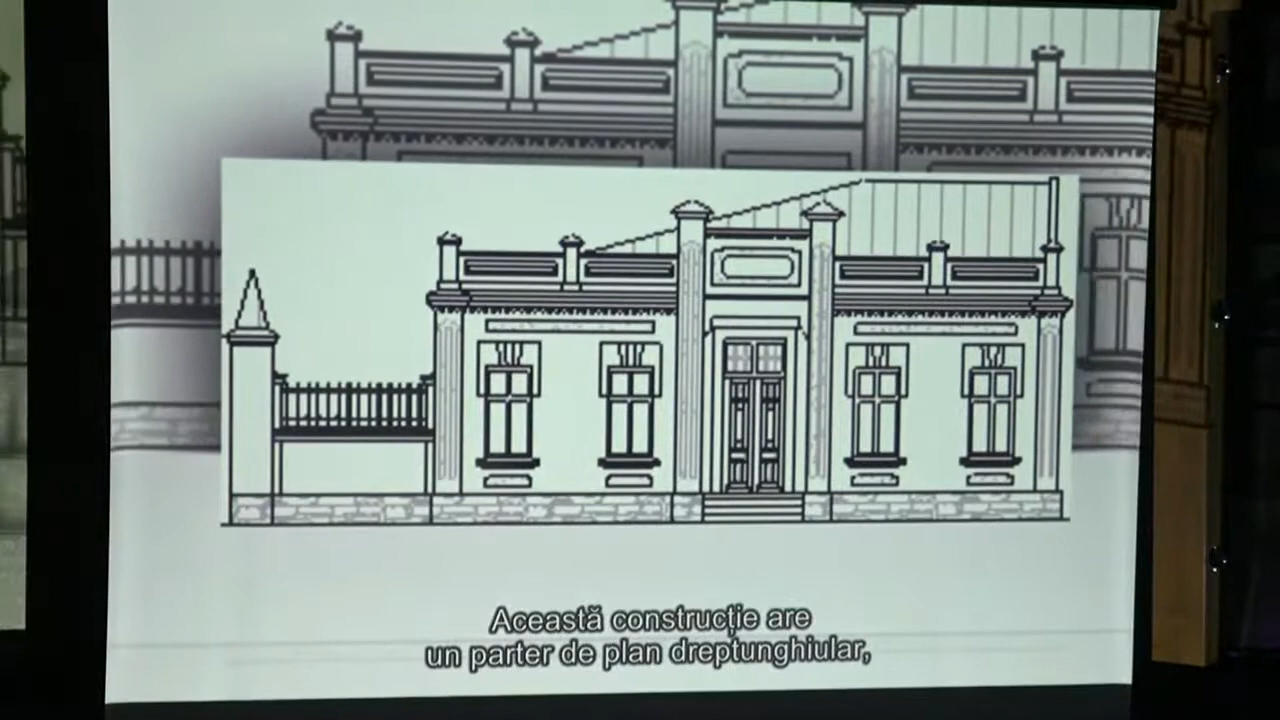 Această construcție are
un parter de plan dreptunghiular,